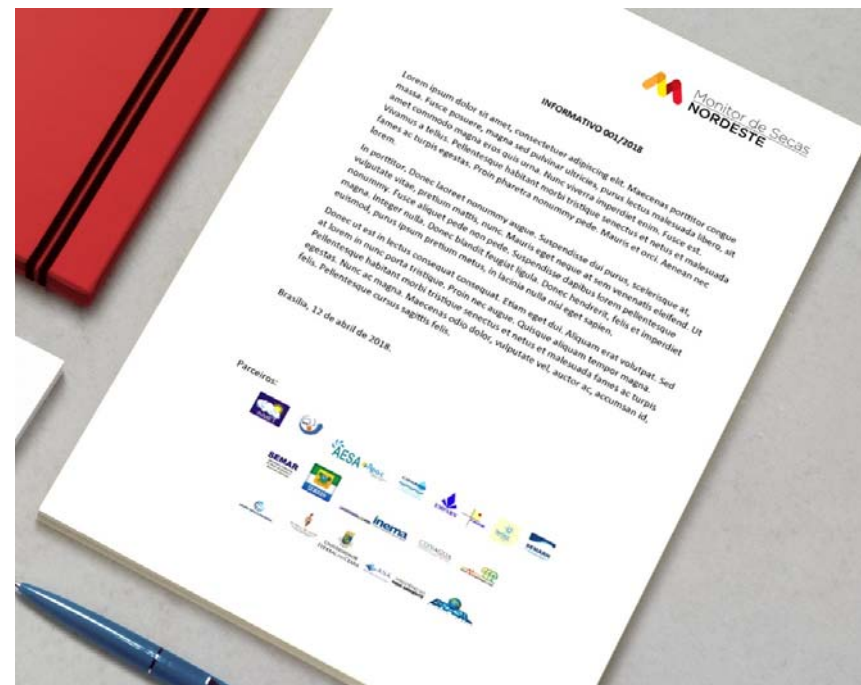 Monitor de Secas
NORDESTE
INFORMATIVO 001/2018
Lorem ipsum dolor sit amet, consectetuer adipiscing elit. Maecenas porttitor congue
massa. Fusce posuere, magna sed pulvinar ultricies, purus lectus malesuada libero, sit
amet commodo magna eros quis urna. Nunc viverra imperdiet enim. Fusce est.
Vivamus a tellus. Pellentesque habitant morbi tristique senectus et netus et malesuada
fames ac turpis egestas. Proin pharetra nonummy pede. Mauris et orci. Aenean nec
lorem.
In porttitor. Donec laoreet nonummy augue. Suspendisse dui purus, scelerisque at,
vulputate vitae, pretium mattis, nunc. Mauris eget neque at sem venenatis eleifend. Ut
nonummy. Fusce aliquet pede non pede. Suspendisse dapibus lorem pellentesque
magna. Integer nulla. Donec blandit feugiat ligula. Donec hendrerit, felis et imperdiet
euismod, purus ipsum pretium metus, in lacinia nulla nisl eget sapien.
Donec ut est in lectus consequat consequat. Etiam eget dui. Aliquam erat volutpat. Sed
at lorem in nunc porta tristique. Proin nec augue. Quisque aliquam tempor magna.
Pellentesque habitant morbi tristique senectus et netus et malesuada fames ac turpis
egestas. Nunc ac magna. Maecenas odio dolor, vulputate vel, auctor ac, accumsan id,
felis. Pellentesque cursus sagittis felis.
Brasília, 12 de abril de 2018.
Parceiros:
AESA
EMPARN
SEMARH
SEMAR
inema
UNIVERSIDADE
FEDERAL DO CEARÁ
BRASIL